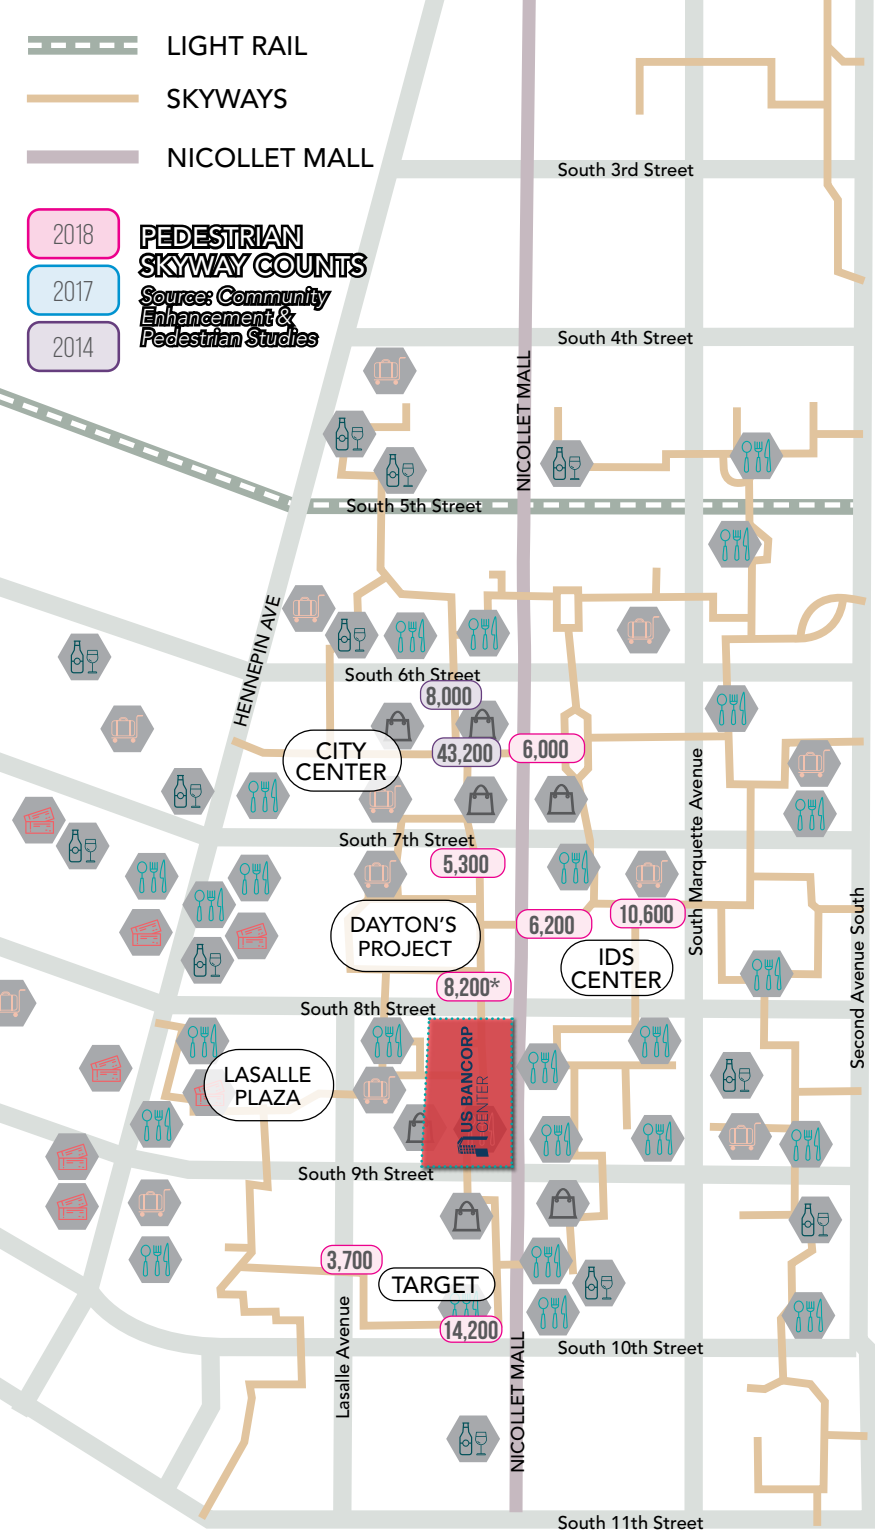 LIGHT RAIL
SKYWAYS
NICOLLET MALL
2018
2017
2014
PEDESTRIAN
SKYWAY COUNTS
Source: Community
Enhancement &
Pedestrian Studies
South 3rd Street
South 4th Street
NICOLLET MALL
South 5th Street
HENNEPIN AVE
South 6th Street
8,000
CITY
CENTER
43,200
6,000
South Marquette Avenue
South 7th Street
5,300
DAYTON'S
PROJECT
6,200
10,600
IDS
CENTER
Second Avenue South
8,200*
South 8th Street
LASALLE
PLAZA
US BANCORP
CENTER
South 9th Street
3,700
TARGET
14,200
Lasalle Avenue
NICOLLET MALL
South 10th Street
South 11th Street